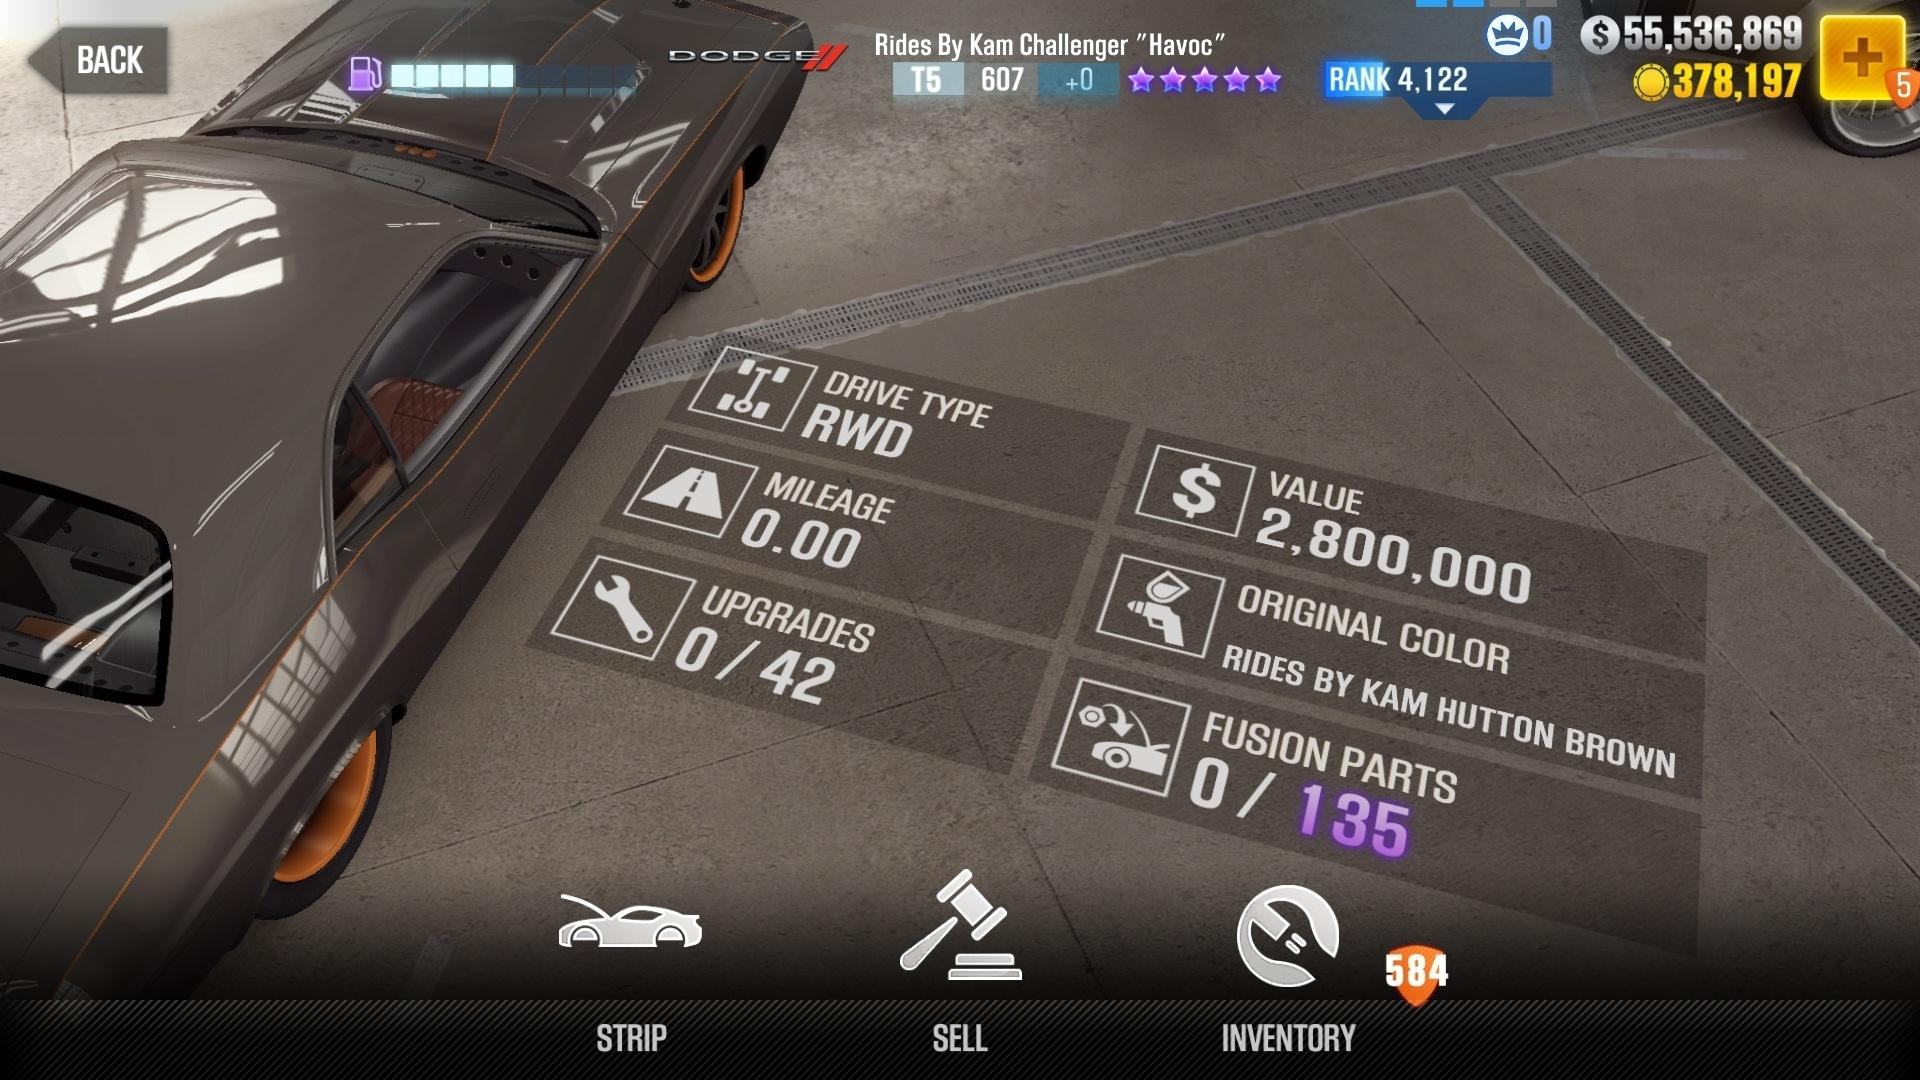 BACK
DODGE
Rides By Kam Challenger "Havoc"
T5 607 +0
RANK 4,122
0
55,536,869
378,197
5
DRIVE TYPE
RWD
MILEAGE
0.00
UPGRADES
0 / 42
VALUE
2,800,000
ORIGINAL COLOR
RIDES BY KAM HUTTON BROWN
FUSION PARTS
0 / 135
STRIP
SELL
INVENTORY
584